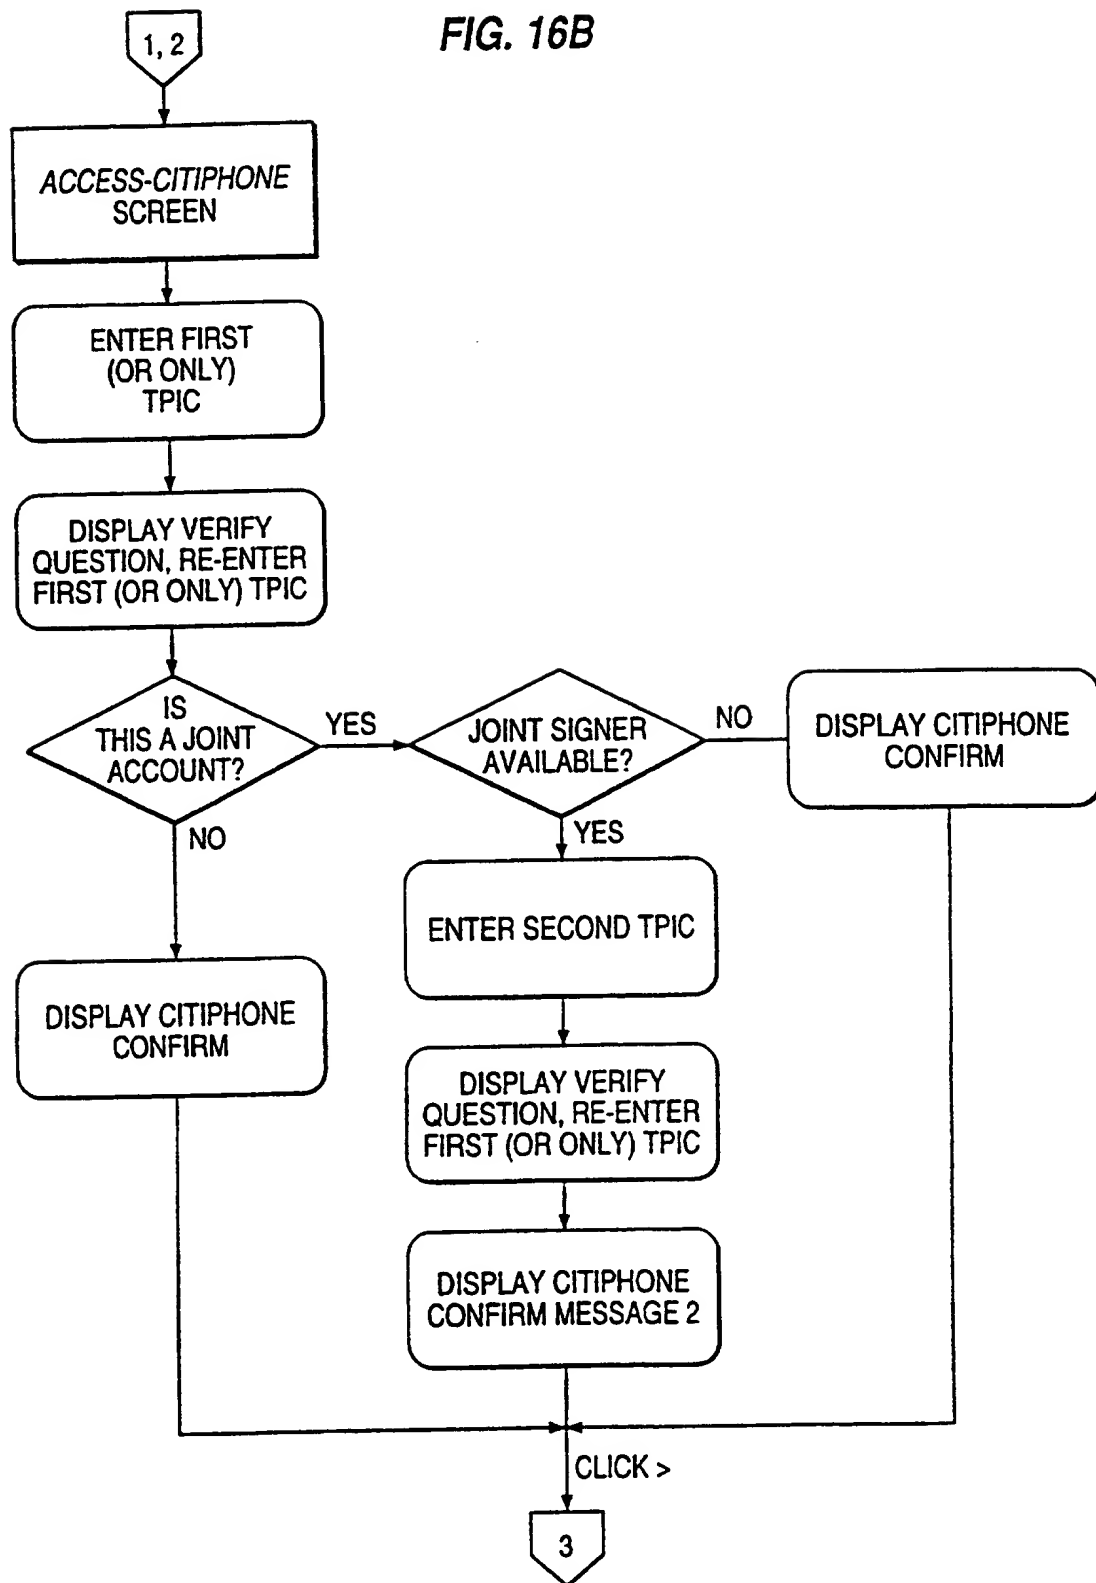 FIG. 16B
1, 2
ACCESS-CITIPHONE
SCREEN
ENTER FIRST
(OR ONLY)
TPIC
DISPLAY VERIFY
QUESTION, RE-ENTER
FIRST (OR ONLY) TPIC
IS
THIS A JOINT
ACCOUNT?
YES
JOINT SIGNER
AVAILABLE?
NO
DISPLAY CITIPHONE
CONFIRM
NO
YES
ENTER SECOND TPIC
DISPLAY CITIPHONE
CONFIRM
DISPLAY VERIFY
QUESTION, RE-ENTER
FIRST (OR ONLY) TPIC
DISPLAY CITIPHONE
CONFIRM MESSAGE 2
CLICK >
3